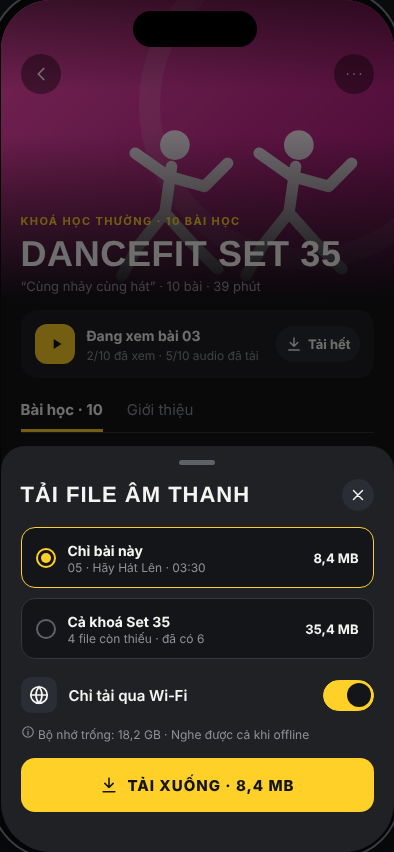 KHOÁ HỌC THƯỜNG · 10 BÀI HỌC
DANCEFIT SET 35
“Cùng nhảy cùng hát” · 10 bài · 39 phút
Đang xem bài 03
2/10 đã xem · 5/10 audio đã tải
Tải hết
Bài học · 10
Giới thiệu
TẢI FILE ÂM THANH
Chỉ bài này
05 · Hãy Hát Lên · 03:30
8,4 MB
Cả khoá Set 35
4 file còn thiếu · đã có 6
35,4 MB
Chỉ tải qua Wi-Fi
Bộ nhớ trống: 18,2 GB · Nghe được cả khi offline
TẢI XUỐNG · 8,4 MB